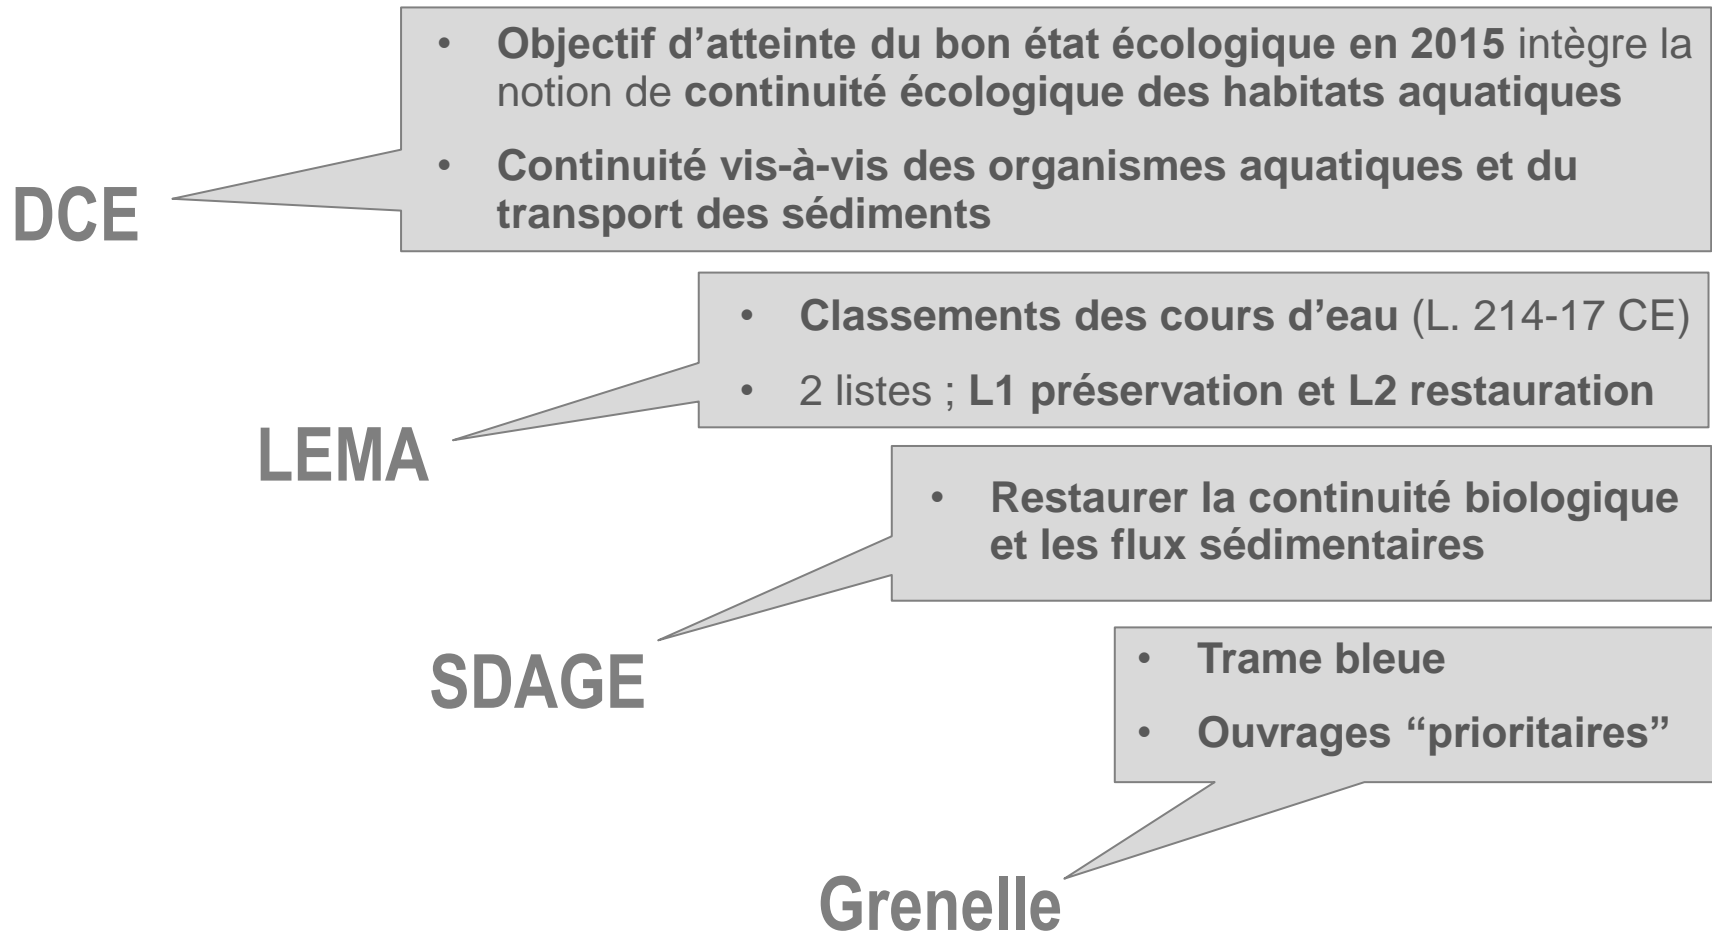 • Objectif d’atteinte du bon état écologique en 2015 intègre la
notion de continuité écologique des habitats aquatiques
• Continuité vis-à-vis des organismes aquatiques et du
transport des sédiments
DCE
• Classements des cours d’eau (L. 214-17 CE)
• 2 listes ; L1 préservation et L2 restauration
LEMA
• Restaurer la continuité biologique
et les flux sédimentaires
SDAGE
• Trame bleue
• Ouvrages “prioritaires”
Grenelle